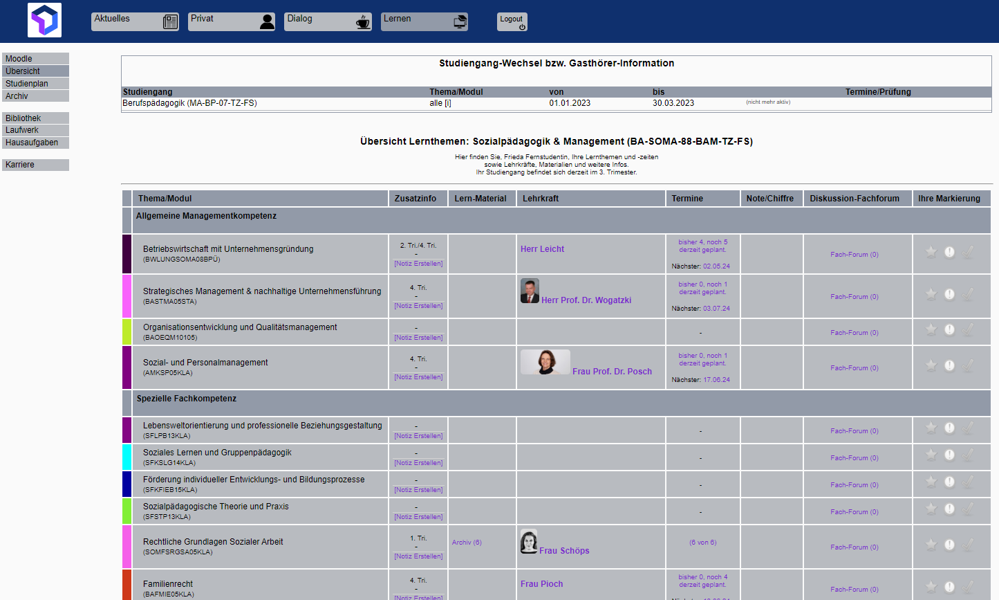 Aktuelles
Privat
Dialog
Lernen
Logout
Moodle
Übersicht
Studienplan
Archiv
Bibliothek
Laufwerk
Hausaufgaben
Karriere
Studiengang-Wechsel bzw. Gasthörer-Information
Studiengang Thema/Modul von bis Termine/Prüfung
Berufspädagogik (MA-BP-07-TZ-FS) alle [i] 01.01.2023 30.03.2023 (nicht mehr aktiv)
Übersicht Lernthemen: Sozialpädagogik & Management (BA-SOMA-88-BAM-TZ-FS)
Hier finden Sie, Frieda Fernstudentin, Ihre Lernthemen und -zeiten
sowie Lehrkräfte, Materialien und weitere Infos.
Ihr Studiengang befindet sich derzeit im 3. Trimester.
Thema/Modul Zusatzinfo Lern-Material Lehrkraft Termine Note/Chiffre Diskussion-Fachforum Ihre Markierung
Allgemeine Managementkompetenz
Betriebswirtschaft mit Unternehmensgründung
(BWLUNGSOMA08BPÜ)
2. Tri./4. Tri.
-
[Notiz Erstellen]
Herr Leicht
bisher 4, noch 5
derzeit geplant.
Nächster: 02.05.24
Fach-Forum (0)
Strategisches Management & nachhaltige Unternehmensführung
(BASTMA05STA)
4. Tri.
-
[Notiz Erstellen]
Herr Prof. Dr. Wogatzki
bisher 0, noch 1
derzeit geplant.
Nächster: 03.07.24
Fach-Forum (0)
Organisationsentwicklung und Qualitätsmanagement
(BAOEQM10105)
-
[Notiz Erstellen]
-
Fach-Forum (0)
Sozial- und Personalmanagement
(AMKSP05KLA)
4. Tri.
-
[Notiz Erstellen]
Frau Prof. Dr. Posch
bisher 0, noch 1
derzeit geplant.
Nächster: 17.06.24
Fach-Forum (0)
Spezielle Fachkompetenz
Lebensweltorientierung und professionelle Beziehungsgestaltung
(SFLPB13KLA)
-
[Notiz Erstellen]
-
Fach-Forum (0)
Soziales Lernen und Gruppenpädagogik
(SFKSLG14KLA)
-
[Notiz Erstellen]
-
Fach-Forum (0)
Förderung individueller Entwicklungs- und Bildungsprozesse
(SFKFIEB15KLA)
-
[Notiz Erstellen]
-
Fach-Forum (0)
Sozialpädagogische Theorie und Praxis
(SFSTP13KLA)
-
[Notiz Erstellen]
-
Fach-Forum (0)
Rechtliche Grundlagen Sozialer Arbeit
(SOMFSRGSA05KLA)
1. Tri.
-
[Notiz Erstellen]
Archiv (6)
Frau Schöps
(6 von 6)
Fach-Forum (0)
Familienrecht
(BAFMIE05KLA)
4. Tri.
-
[Notiz Erstellen]
Frau Pioch
bisher 0, noch 4
derzeit geplant.
Fach-Forum (0)